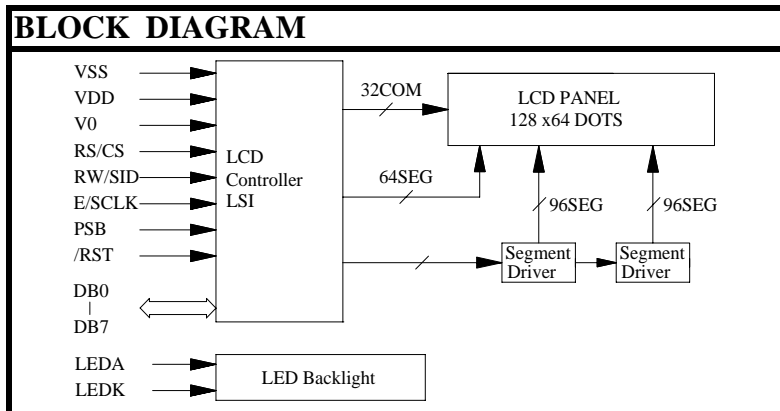 BLOCK DIAGRAM
VSS
VDD
V0
RS/CS
RW/SID
E/SCLK
PSB
/RST
DB0
|
DB7
LEDA
LEDK
LCD
Controller
LSI
32COM
64SEG
LCD PANEL
128 x64 DOTS
96SEG
96SEG
Segment
Driver
Segment
Driver
LED Backlight